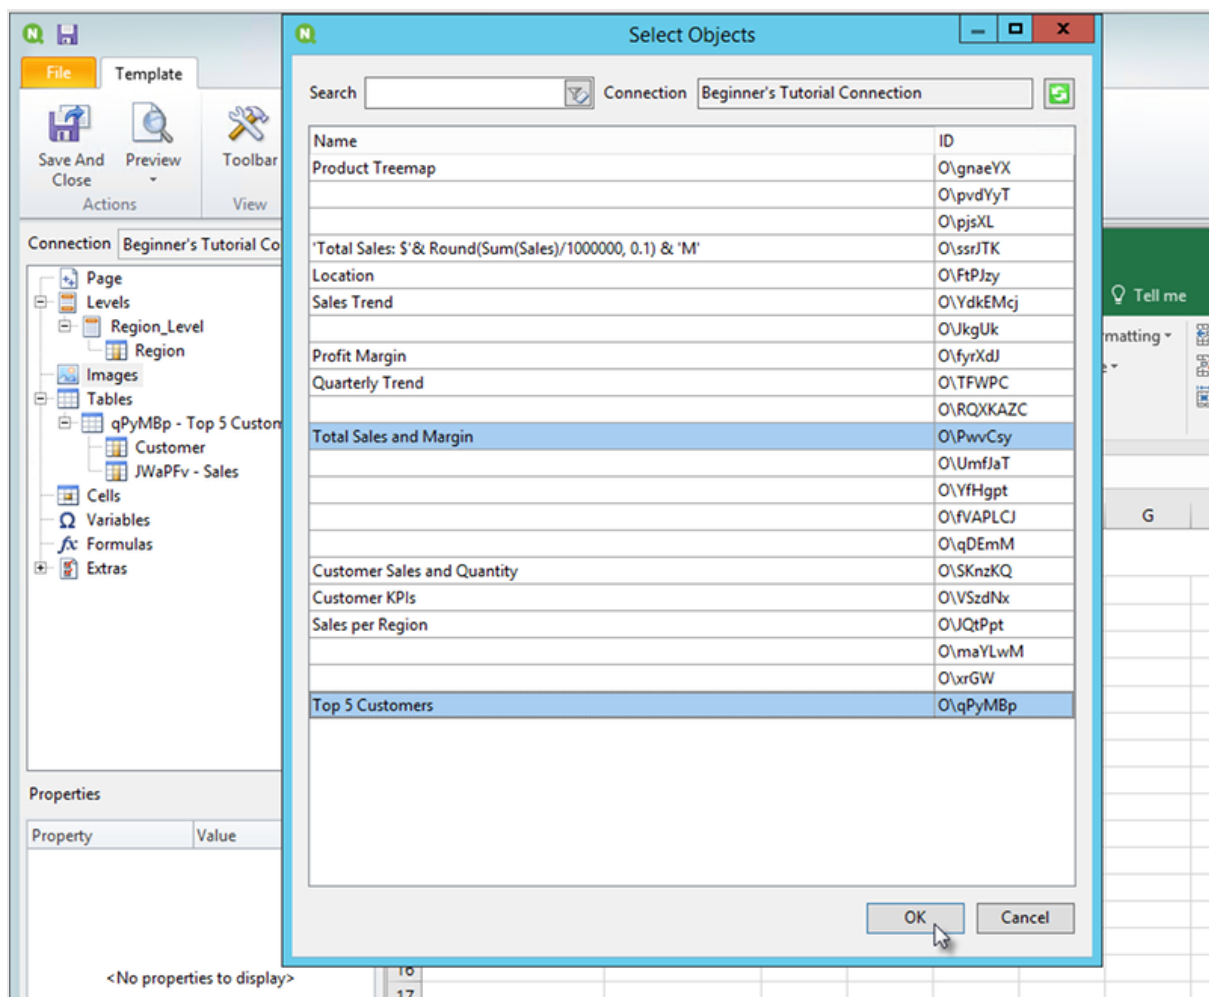 File
Template
Save And
Close
Preview
Toolbar
Actions
View
Connection Beginner's Tutorial Co
Page
Levels
Region_Level
Region
Images
Tables
qPyMBp - Top 5 Custom
Customer
JWaPFv - Sales
Cells
Variables
Formulas
Extras
Properties
Property Value
<No properties to display>
Select Objects
Search
Connection Beginner's Tutorial Connection
Name ID
Product Treemap O\gnaeYX
O\pvdYyT
O\pjsXL
'Total Sales: $'& Round(Sum(Sales)/1000000, 0.1) & 'M' O\ssrJTK
Location O\FtPJzy
Sales Trend O\YdkEMcj
O\JkgUk
Profit Margin O\fyrXdJ
Quarterly Trend O\TFWPC
O\RQXKAZC
Total Sales and Margin O\PwvCsy
O\UmfJaT
O\YfHgpt
O\fVAPLCJ
O\qDEmM
Customer Sales and Quantity O\SKnzKQ
Customer KPIs O\VSzdNx
Sales per Region O\JQtPpt
O\maYLwM
O\xrGW
Top 5 Customers O\qPyMBp
OK Cancel
Tell me
matting
G
16
17